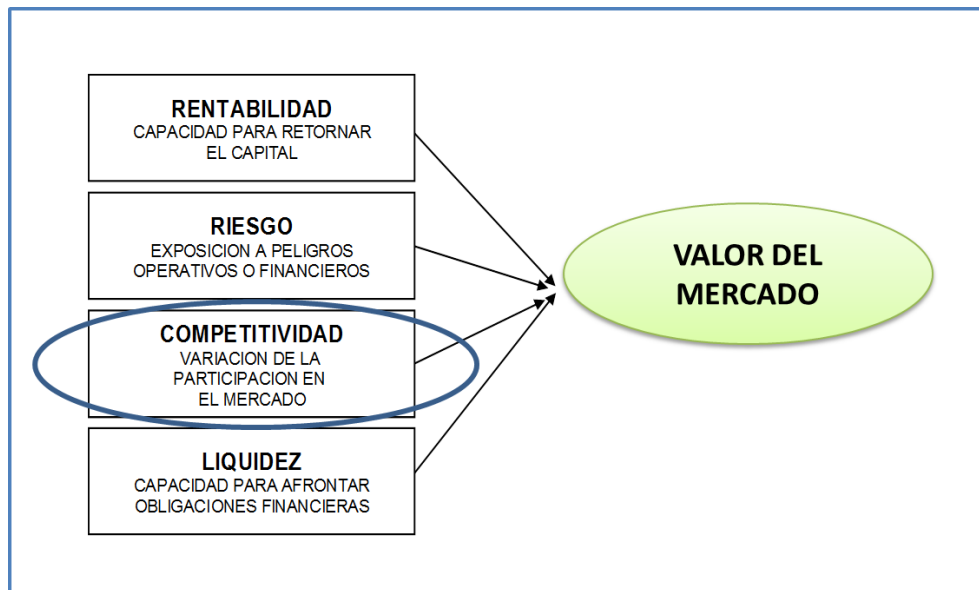 RENTABILIDAD
CAPACIDAD PARA RETORNAR
EL CAPITAL
RIESGO
EXPOSICION A PELIGROS
OPERATIVOS O FINANCIEROS
COMPETITIVIDAD
VARIACION DE LA
PARTICIPACION EN
EL MERCADO
LIQUIDEZ
CAPACIDAD PARA AFRONTAR
OBLIGACIONES FINANCIERAS
VALOR DEL
MERCADO